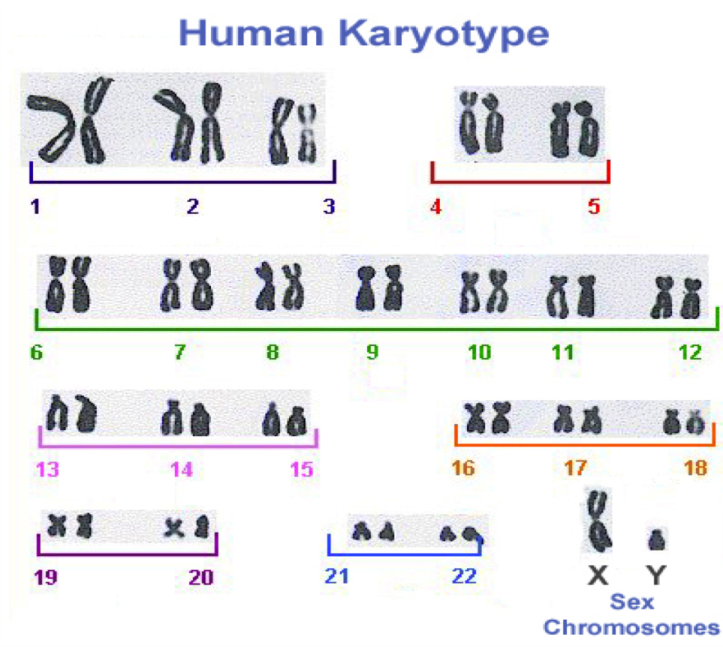 Human Karyotype
1 2 3 4 5
6 7 8 9 10 11 12
13 14 15 16 17 18
19 20 21 22
X Y
Sex
Chromosomes